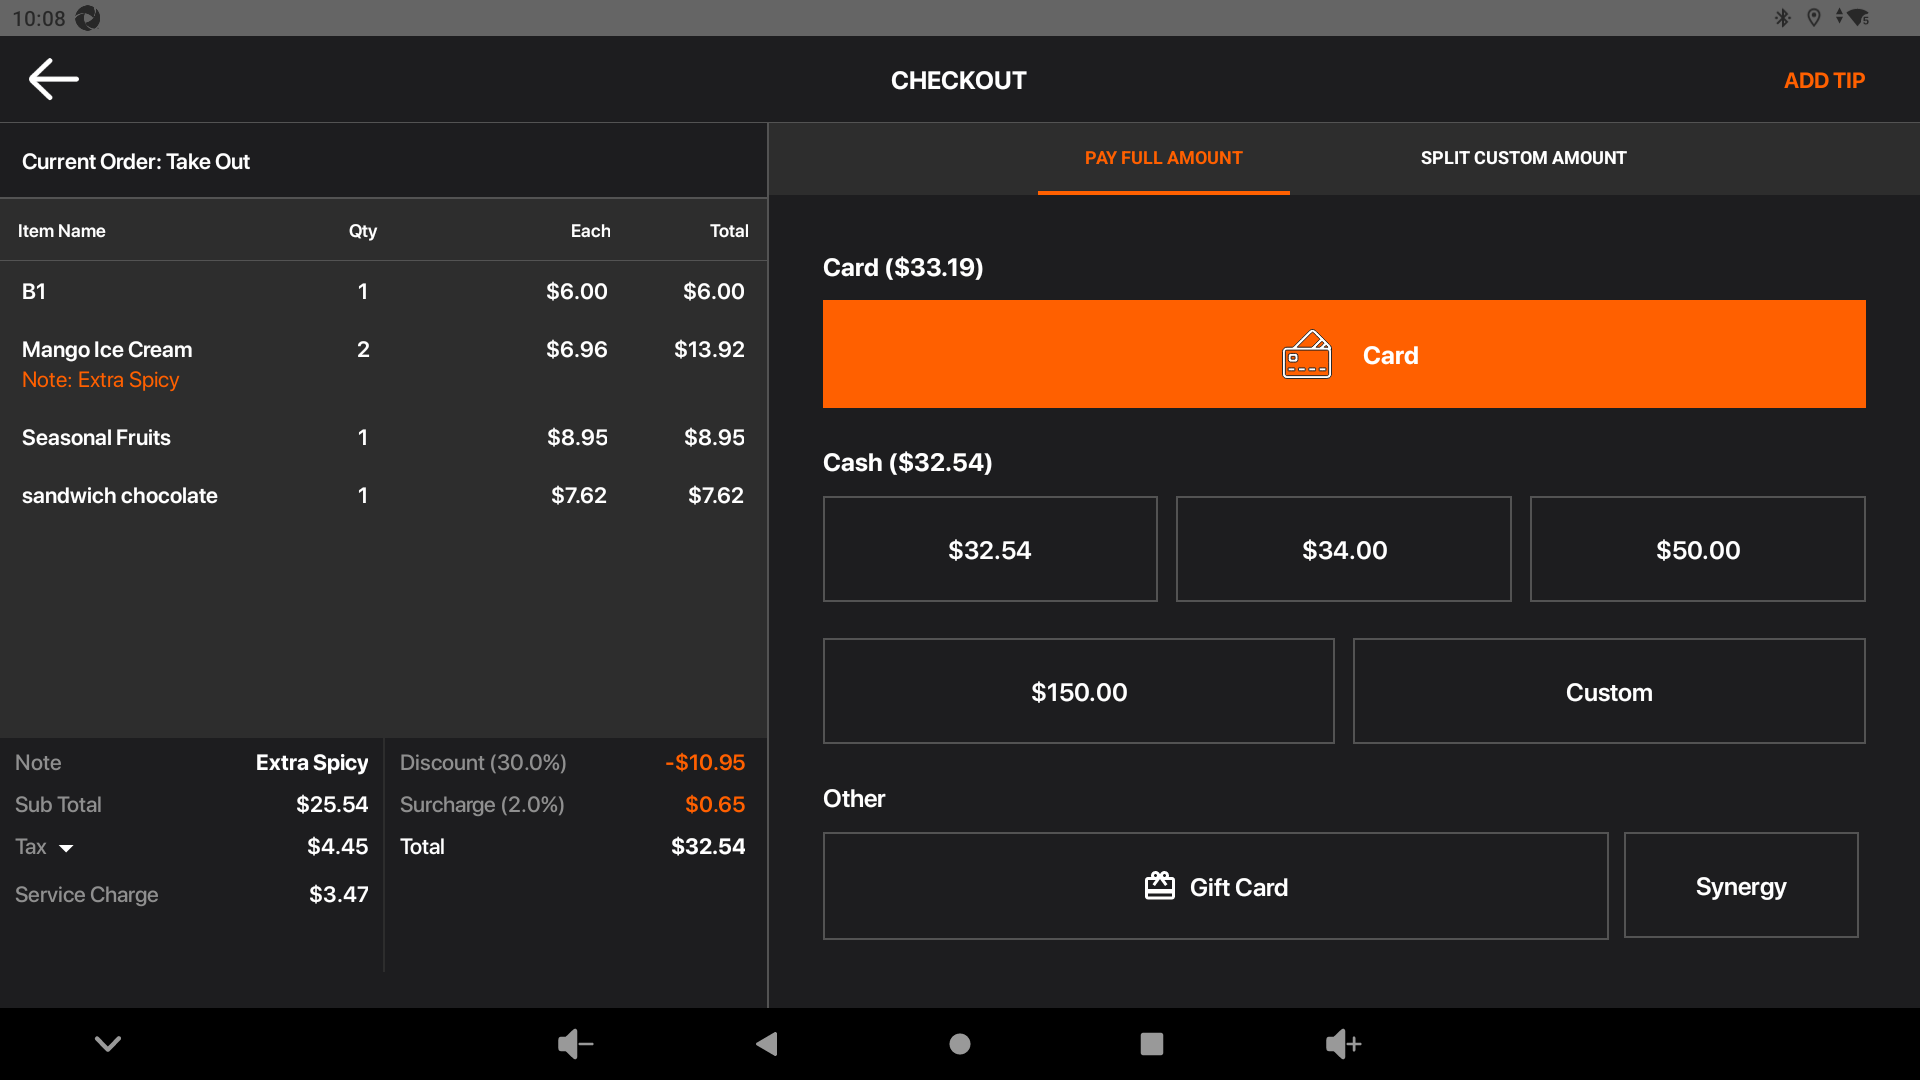 10:08
CHECKOUT
ADD TIP
Current Order: Take Out
PAY FULL AMOUNT
SPLIT CUSTOM AMOUNT
Item Name Qty Each Total
B1 1 $6.00 $6.00
Mango Ice Cream 2 $6.96 $13.92
Note: Extra Spicy
Seasonal Fruits 1 $8.95 $8.95
sandwich chocolate 1 $7.62 $7.62
Note Extra Spicy
Sub Total $25.54
Tax $4.45
Service Charge $3.47
Discount (30.0%) -$10.95
Surcharge (2.0%) $0.65
Total $32.54
Card ($33.19)
Card
Cash ($32.54)
$32.54 $34.00 $50.00
$150.00 Custom
Other
Gift Card Synergy